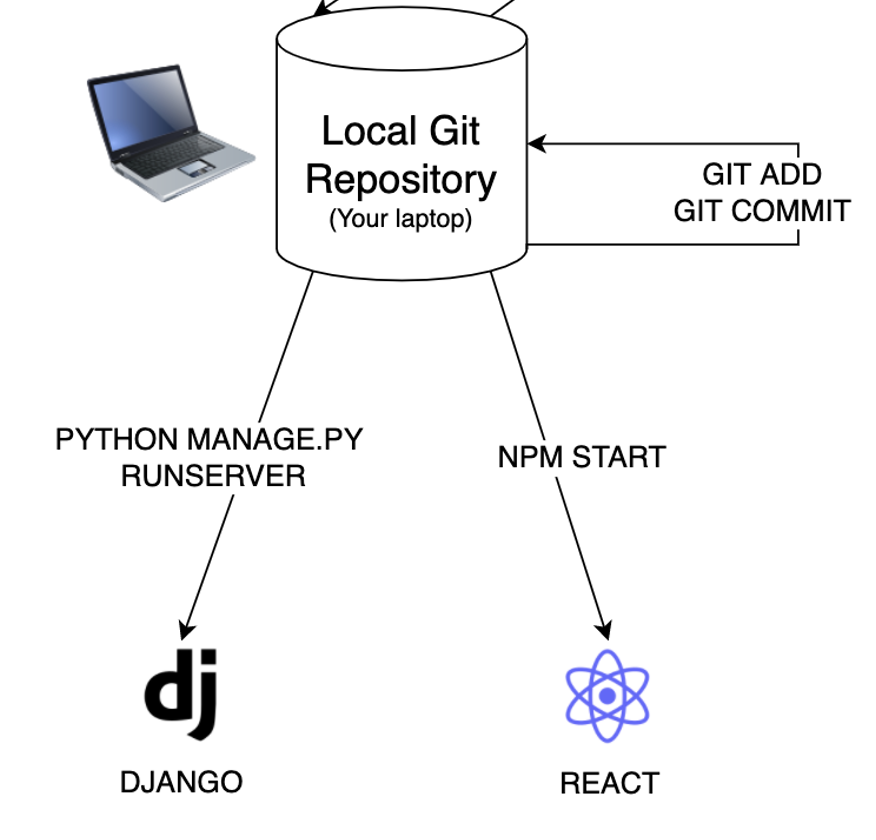 Local Git
Repository
(Your laptop)
GIT ADD
GIT COMMIT
PYTHON MANAGE.PY
RUNSERVER
NPM START
dj
DJANGO
REACT